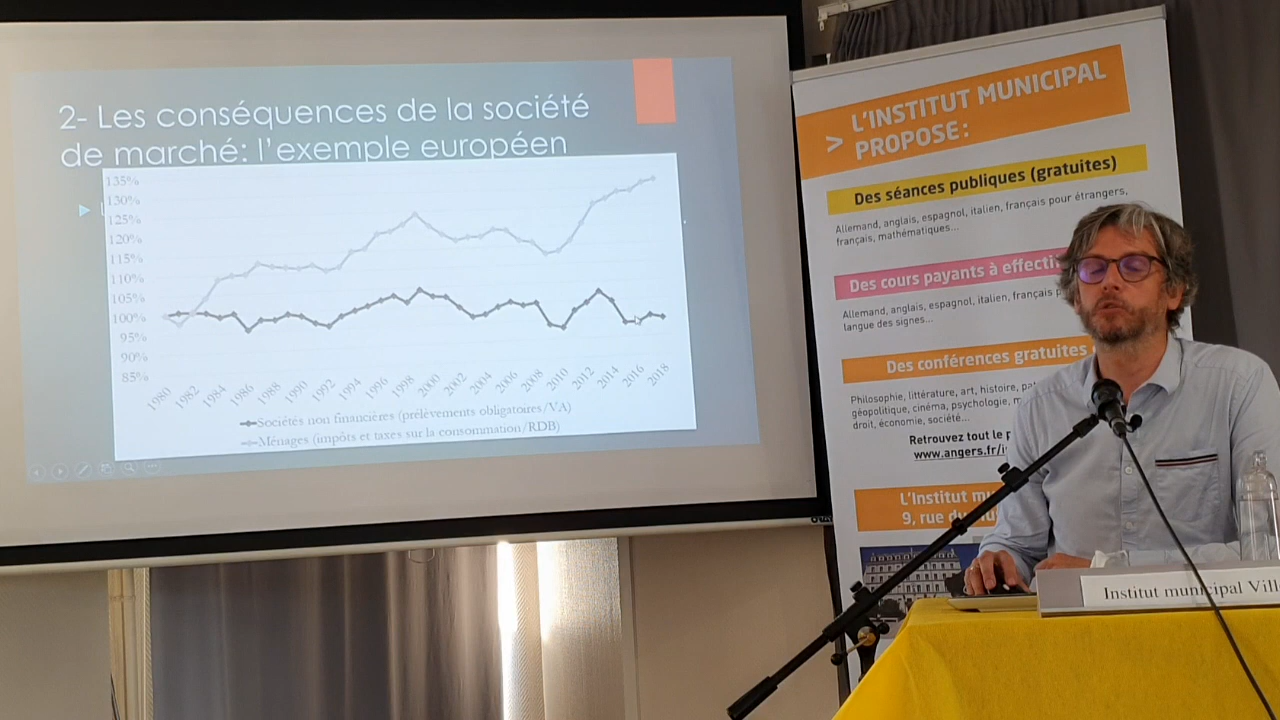 2- Les conséquences de la société
de marché: l'exemple européen
135%
130%
125%
120%
115%
110%
105%
100%
95%
90%
85%
1980
1982
1984
1986
1988
1990
1992
1994
1996
1998
2000
2002
2004
2006
2008
2010
2012
2014
2016
2018
Sociétés non financières (prélèvements obligatoires/VA)
Ménages (impôts et taxes sur la consommation/RDB)
> L'INSTITUT MUNICIPAL
PROPOSE:
Des séances publiques (gratuites)
Allemand, anglais, espagnol, italien, français pour étrangers,
français, mathématiques...
Des cours payants à
Allemand, anglais, espagnol, italien, français
langue des signes...
Des conférences gratuites
Philosophie, littérature, art, histoire,
géopolitique, cinéma, psychologie,
droit, économie, société...
Retrouvez tout le
www.angers.fr/
L'Institut
9, rue
Institut municipal